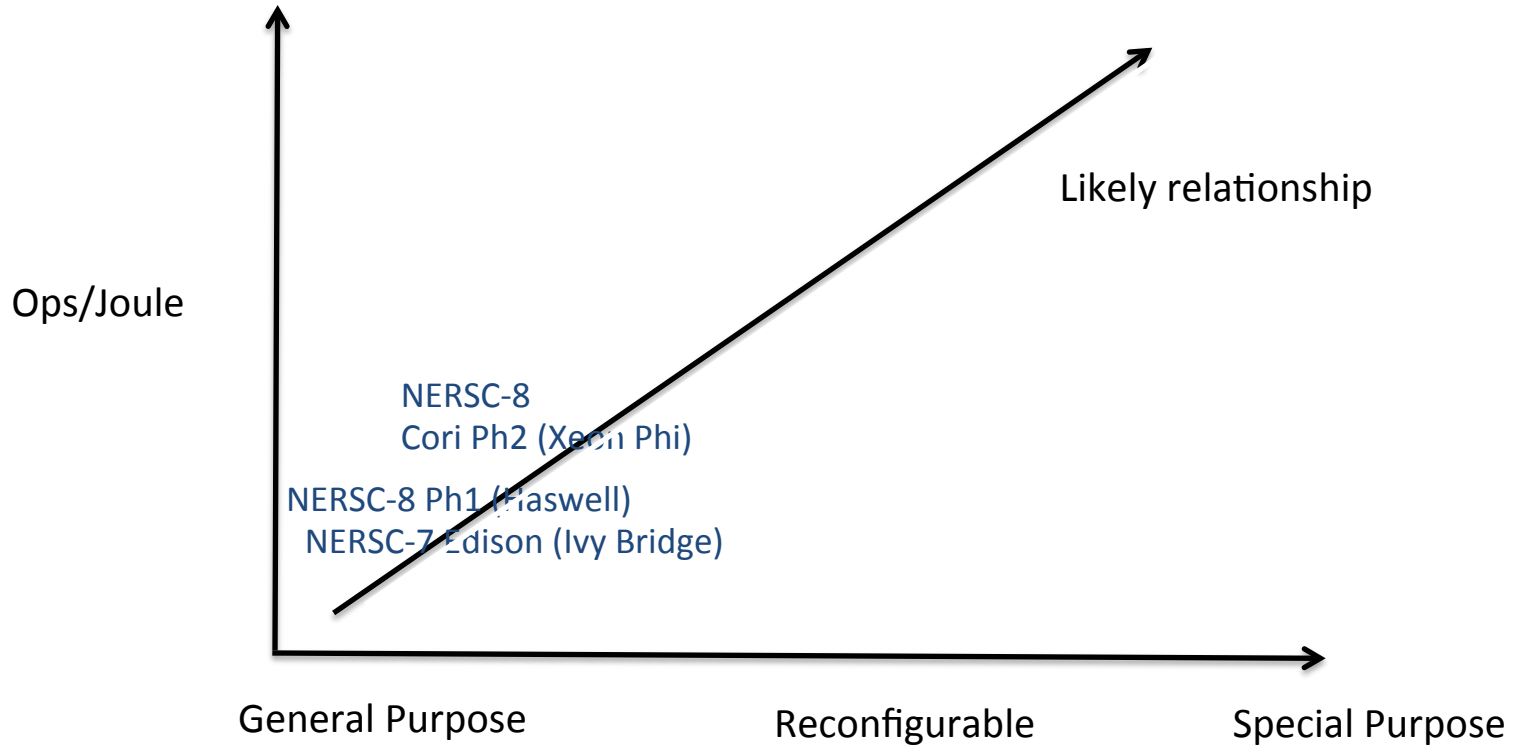 Likely relationship
Ops/Joule
NERSC-8
Cori Ph2 (Xeon Phi)
NERSC-8 Ph1 (Haswell)
NERSC-7 Edison (Ivy Bridge)
General Purpose
Reconfigurable
Special Purpose